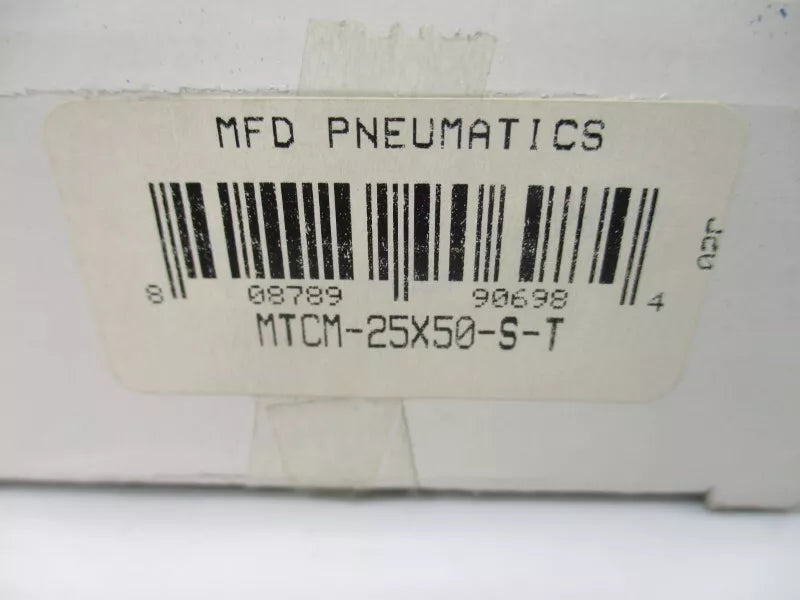 MFD PNEUMATICS
8 08789 90698 4
MTCM-25X50-S-T